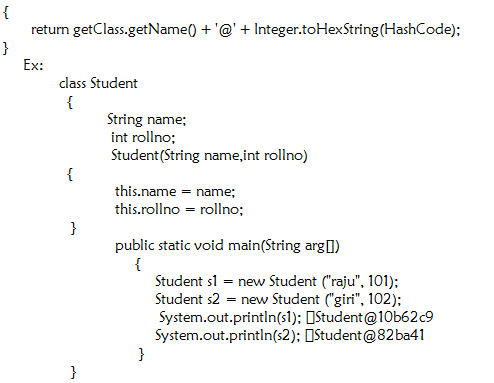 {
return getClass.getName() + '@' + Integer.toHexString(HashCode);
}
Ex:
class Student
{
String name;
int rollno;
Student(String name,int rollno)
{
this.name = name;
this.rollno = rollno;
}
public static void main(String arg[])
{
Student s1 = new Student ("raju", 101);
Student s2 = new Student ("giri", 102);
System.out.println(s1); []Student@10b62c9
System.out.println(s2); []Student@82ba41
}
}